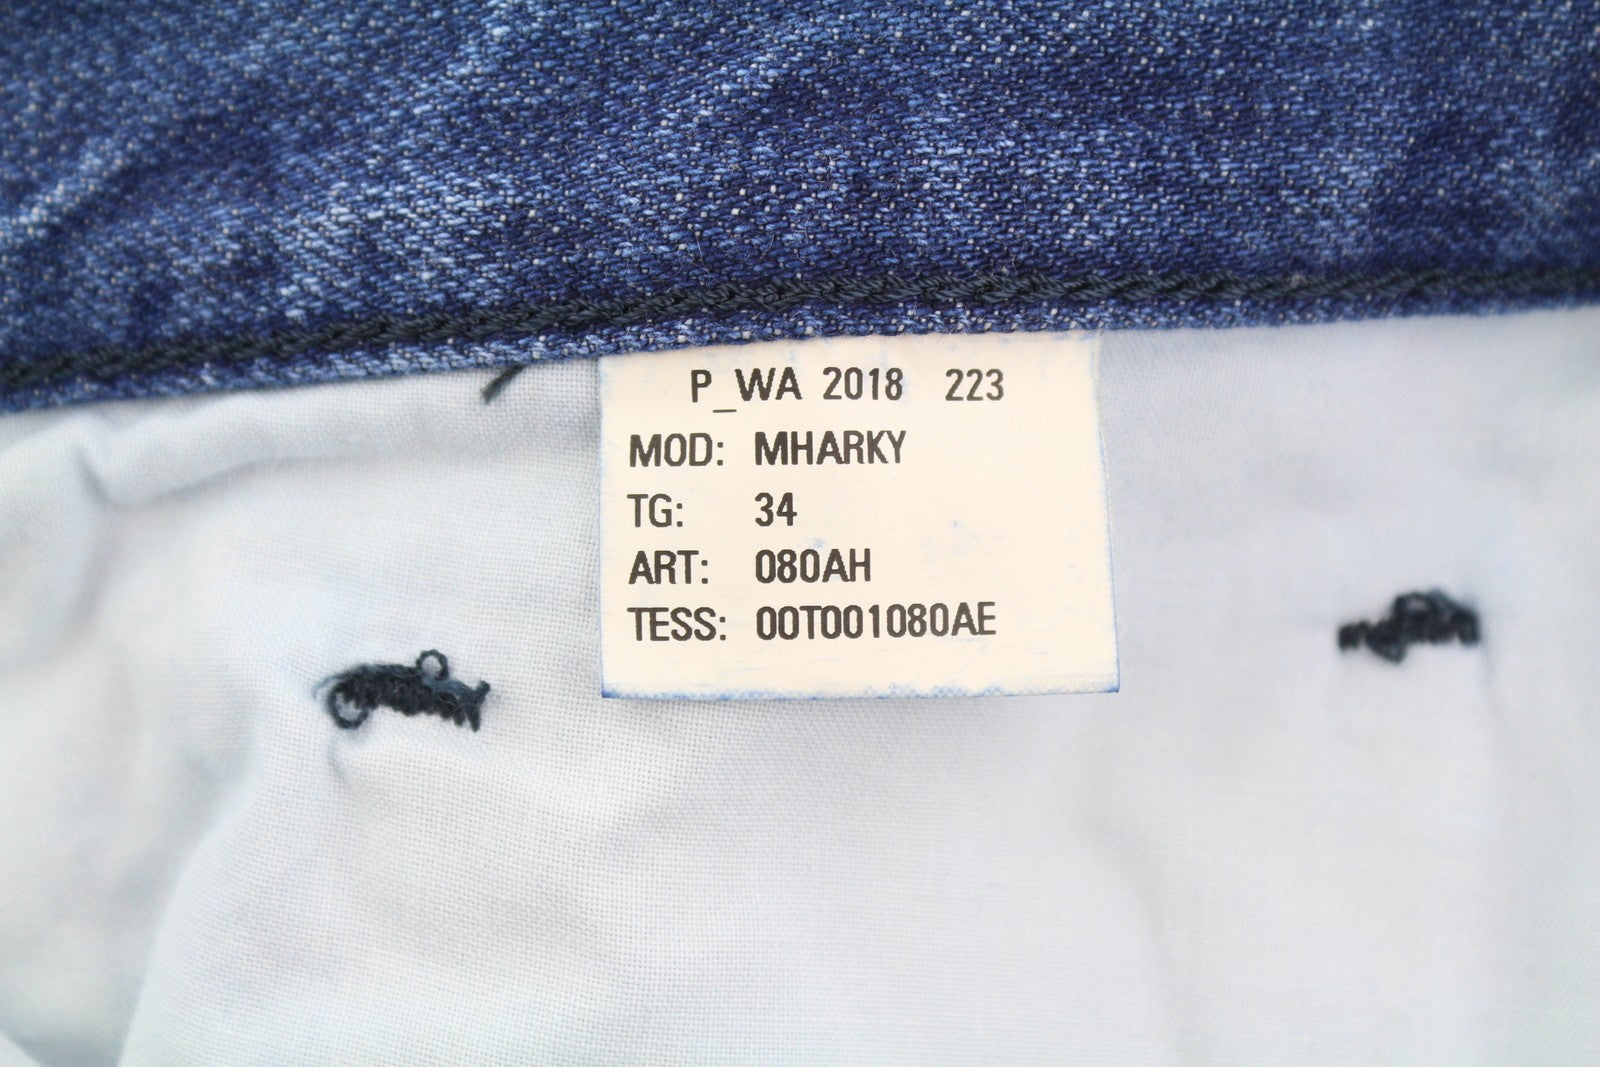 P_WA 2018 223
MOD: MHARKY
TG: 34
ART: 080AH
TESS: 00T001080AE